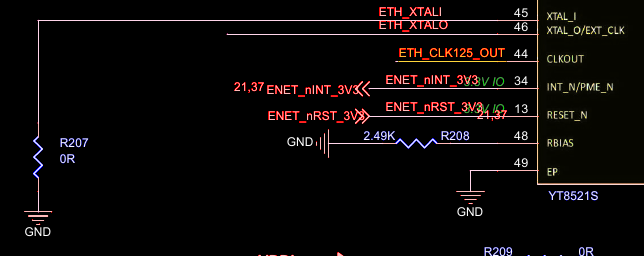 ETH_XTALI 45 XTAL_I
ETH_XTALO 46 XTAL_O/EXT_CLK
ETH_CLK125_OUT 44 CLKOUT
21,37 ENET_nINT_3V3 ENET_nINT_3V3 3.3V IO 34 INT_N/PME_N
ENET_nRST_3V3 ENET_nRST_3V3 3.3V IO 21,37 13 RESET_N
GND 2.49K R208 48 RBIAS
R207
0R
49 EP
GND
YT8521S
GND
R209 0R